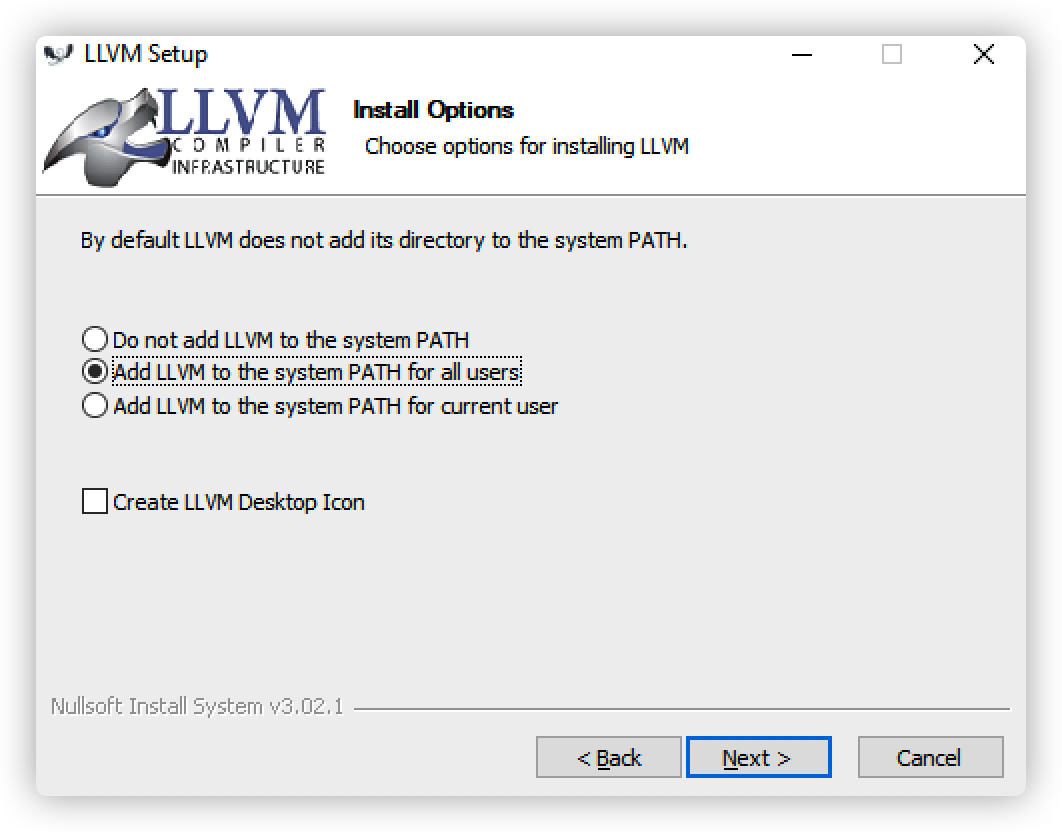 LLVM Setup
LLVM
COMPILER
INFRASTRUCTURE
Install Options
Choose options for installing LLVM
By default LLVM does not add its directory to the system PATH.
Do not add LLVM to the system PATH
Add LLVM to the system PATH for all users
Add LLVM to the system PATH for current user
Create LLVM Desktop Icon
Nullsoft Install System v3.02.1
< Back
Next >
Cancel